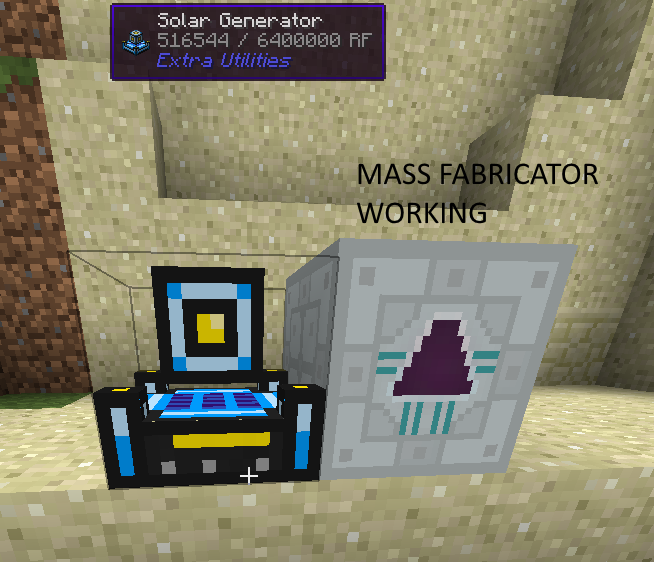 Solar Generator
516544 / 6400000 RF
Extra Utilities
MASS FABRICATOR
WORKING